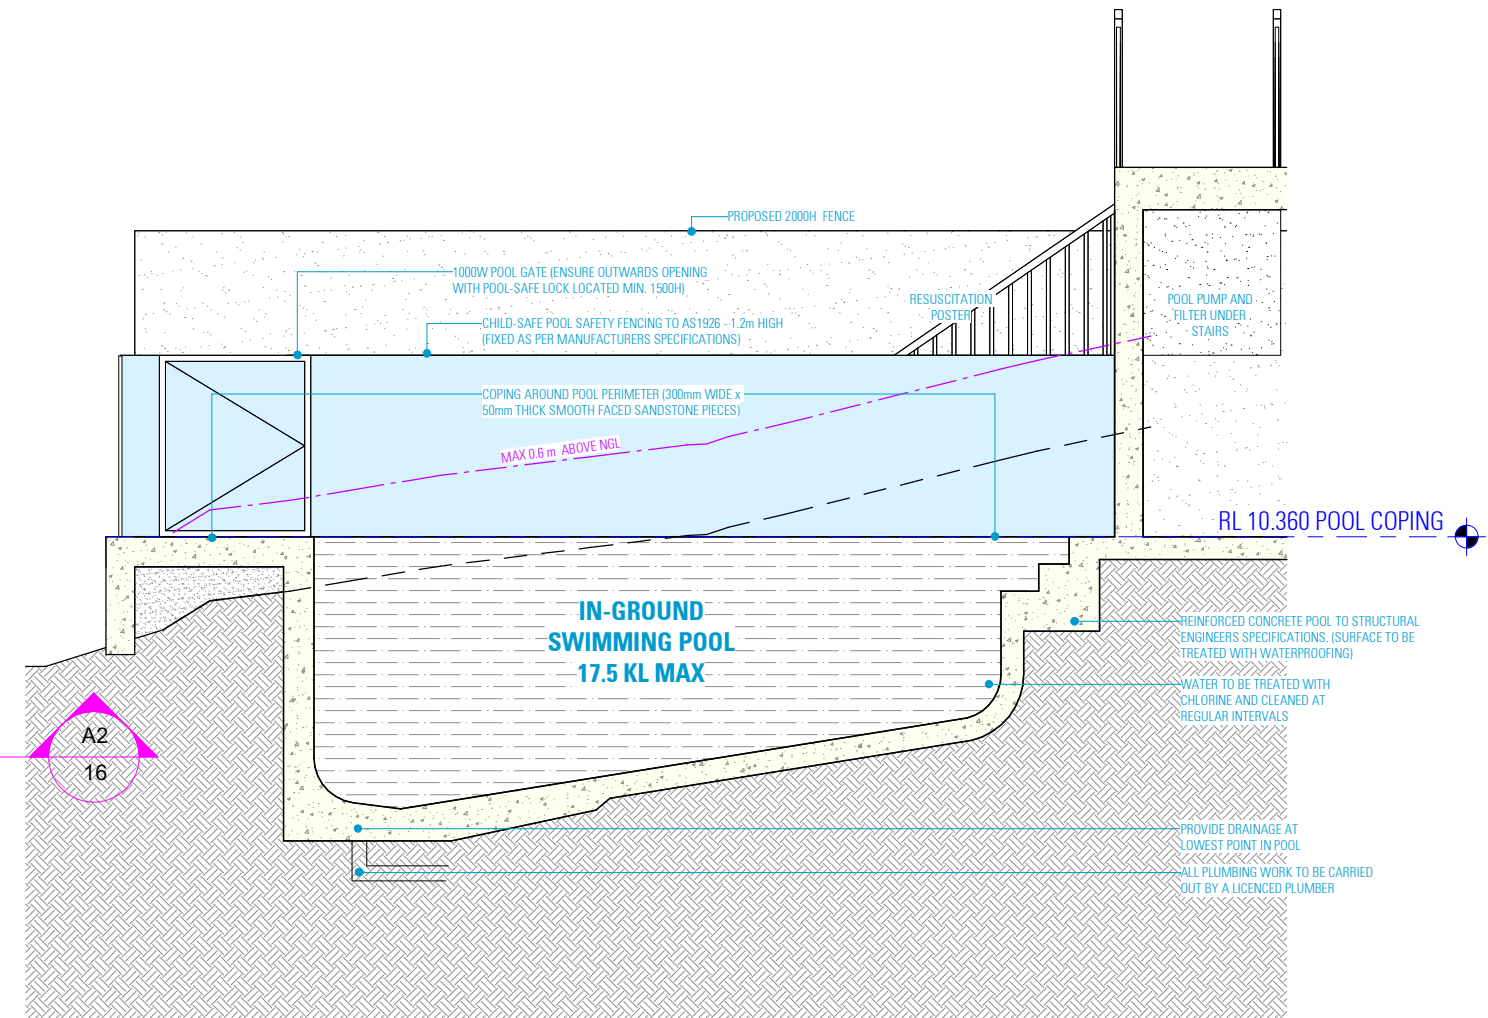 PROPOSED 2000H FENCE
1000W POOL GATE (ENSURE OUTWARDS OPENING
WITH POOL-SAFE LOCK LOCATED MIN. 1500H)
RESUSCITATION
POSTER
POOL PUMP AND
FILTER UNDER
STAIRS
CHILD-SAFE POOL SAFETY FENCING TO AS1926 - 1.2m HIGH
(FIXED AS PER MANUFACTURERS SPECIFICATIONS)
COPING AROUND POOL PERIMETER (300mm WIDE x
50mm THICK SMOOTH FACED SANDSTONE PIECES)
MAX 0.6 m ABOVE NGL
RL 10.360 POOL COPING
IN-GROUND
SWIMMING POOL
17.5 KL MAX
REINFORCED CONCRETE POOL TO STRUCTURAL
ENGINEERS SPECIFICATIONS. (SURFACE TO BE
TREATED WITH WATERPROOFING)
WATER TO BE TREATED WITH
CHLORINE AND CLEANED AT
REGULAR INTERVALS
A2
16
PROVIDE DRAINAGE AT
LOWEST POINT IN POOL
ALL PLUMBING WORK TO BE CARRIED
OUT BY A LICENCED PLUMBER